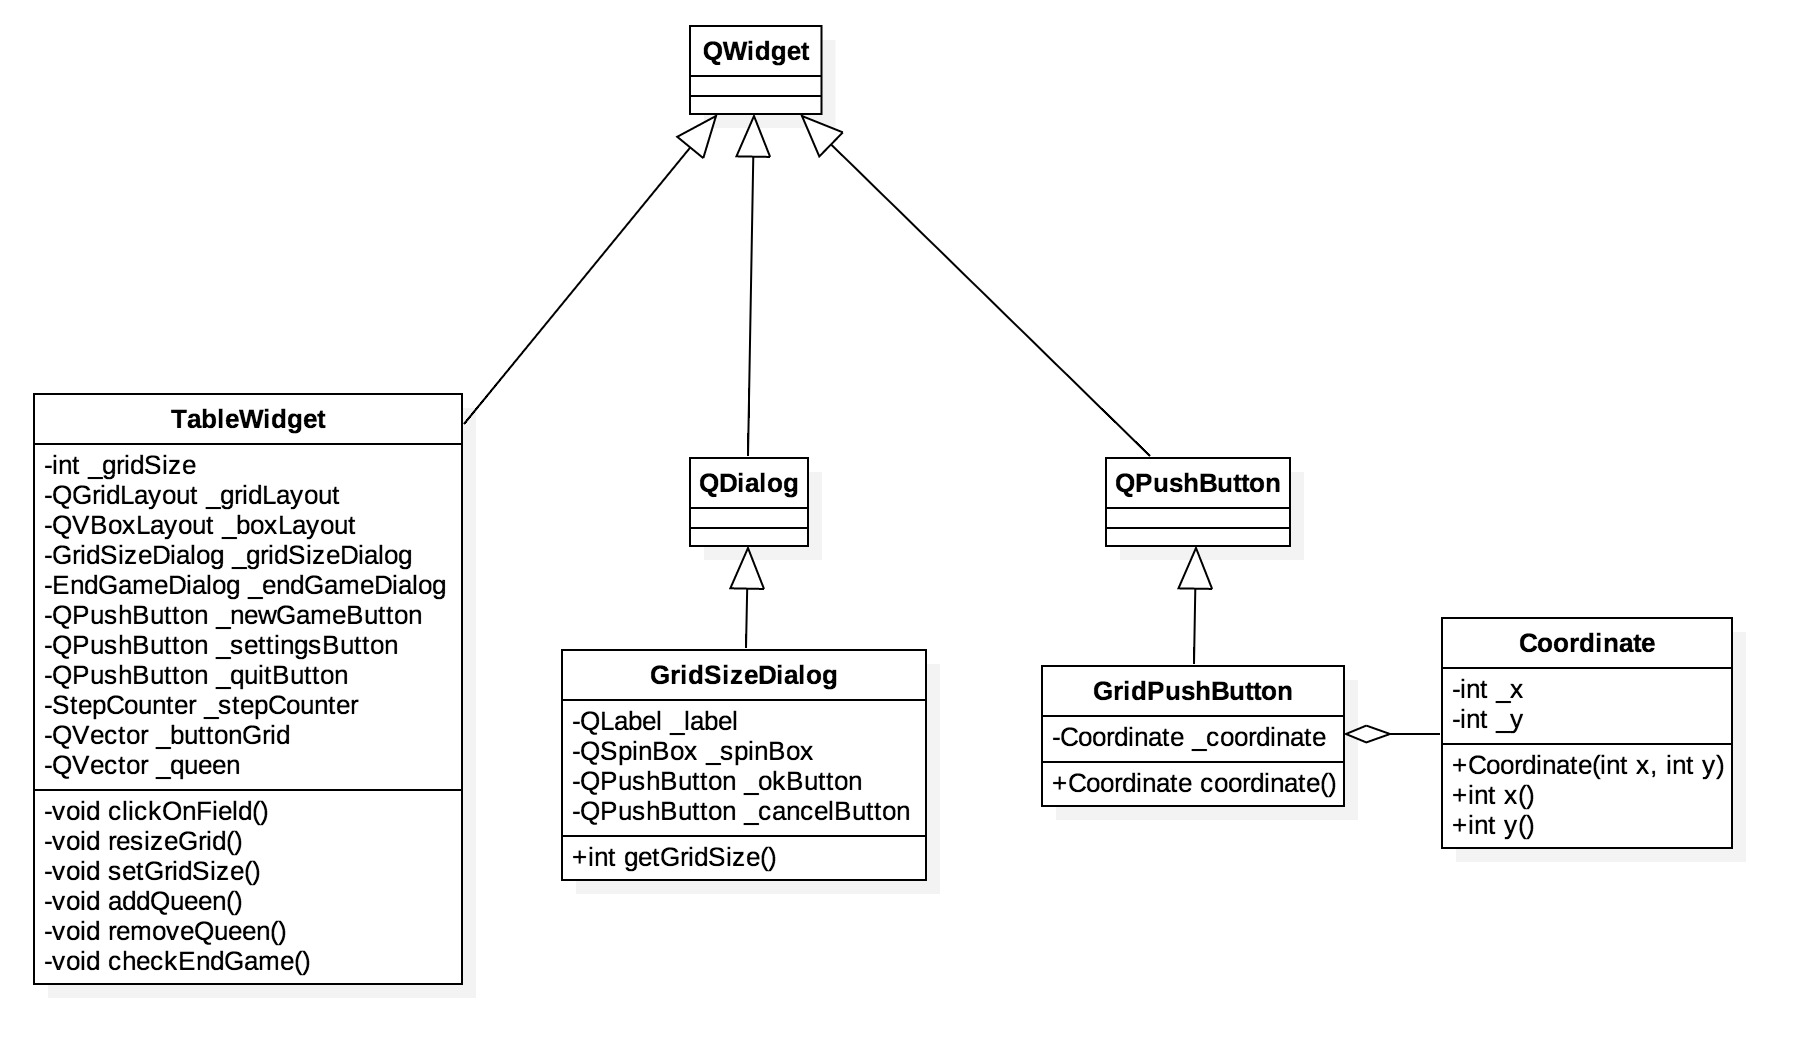 QWidget
TableWidget
-int _gridSize
-QGridLayout _gridLayout
-QVBoxLayout _boxLayout
-GridSizeDialog _gridSizeDialog
-EndGameDialog _endGameDialog
-QPushButton _newGameButton
-QPushButton _settingsButton
-QPushButton _quitButton
-StepCounter _stepCounter
-QVector _buttonGrid
-QVector _queen
-void clickOnField()
-void resizeGrid()
-void setGridSize()
-void addQueen()
-void removeQueen()
-void checkEndGame()
QDialog
GridSizeDialog
-QLabel _label
-QSpinBox _spinBox
-QPushButton _okButton
-QPushButton _cancelButton
+int getGridSize()
QPushButton
GridPushButton
-Coordinate _coordinate
+Coordinate coordinate()
Coordinate
-int _x
-int _y
+Coordinate(int x, int y)
+int x()
+int y()